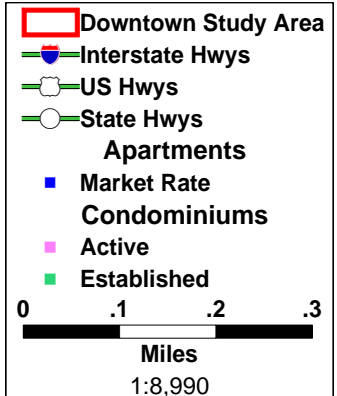 Downtown Study Area
Interstate Hwys
US Hwys
State Hwys
Apartments
Market Rate
Condominiums
Active
Established
0 .1 .2 .3
Miles
1:8,990